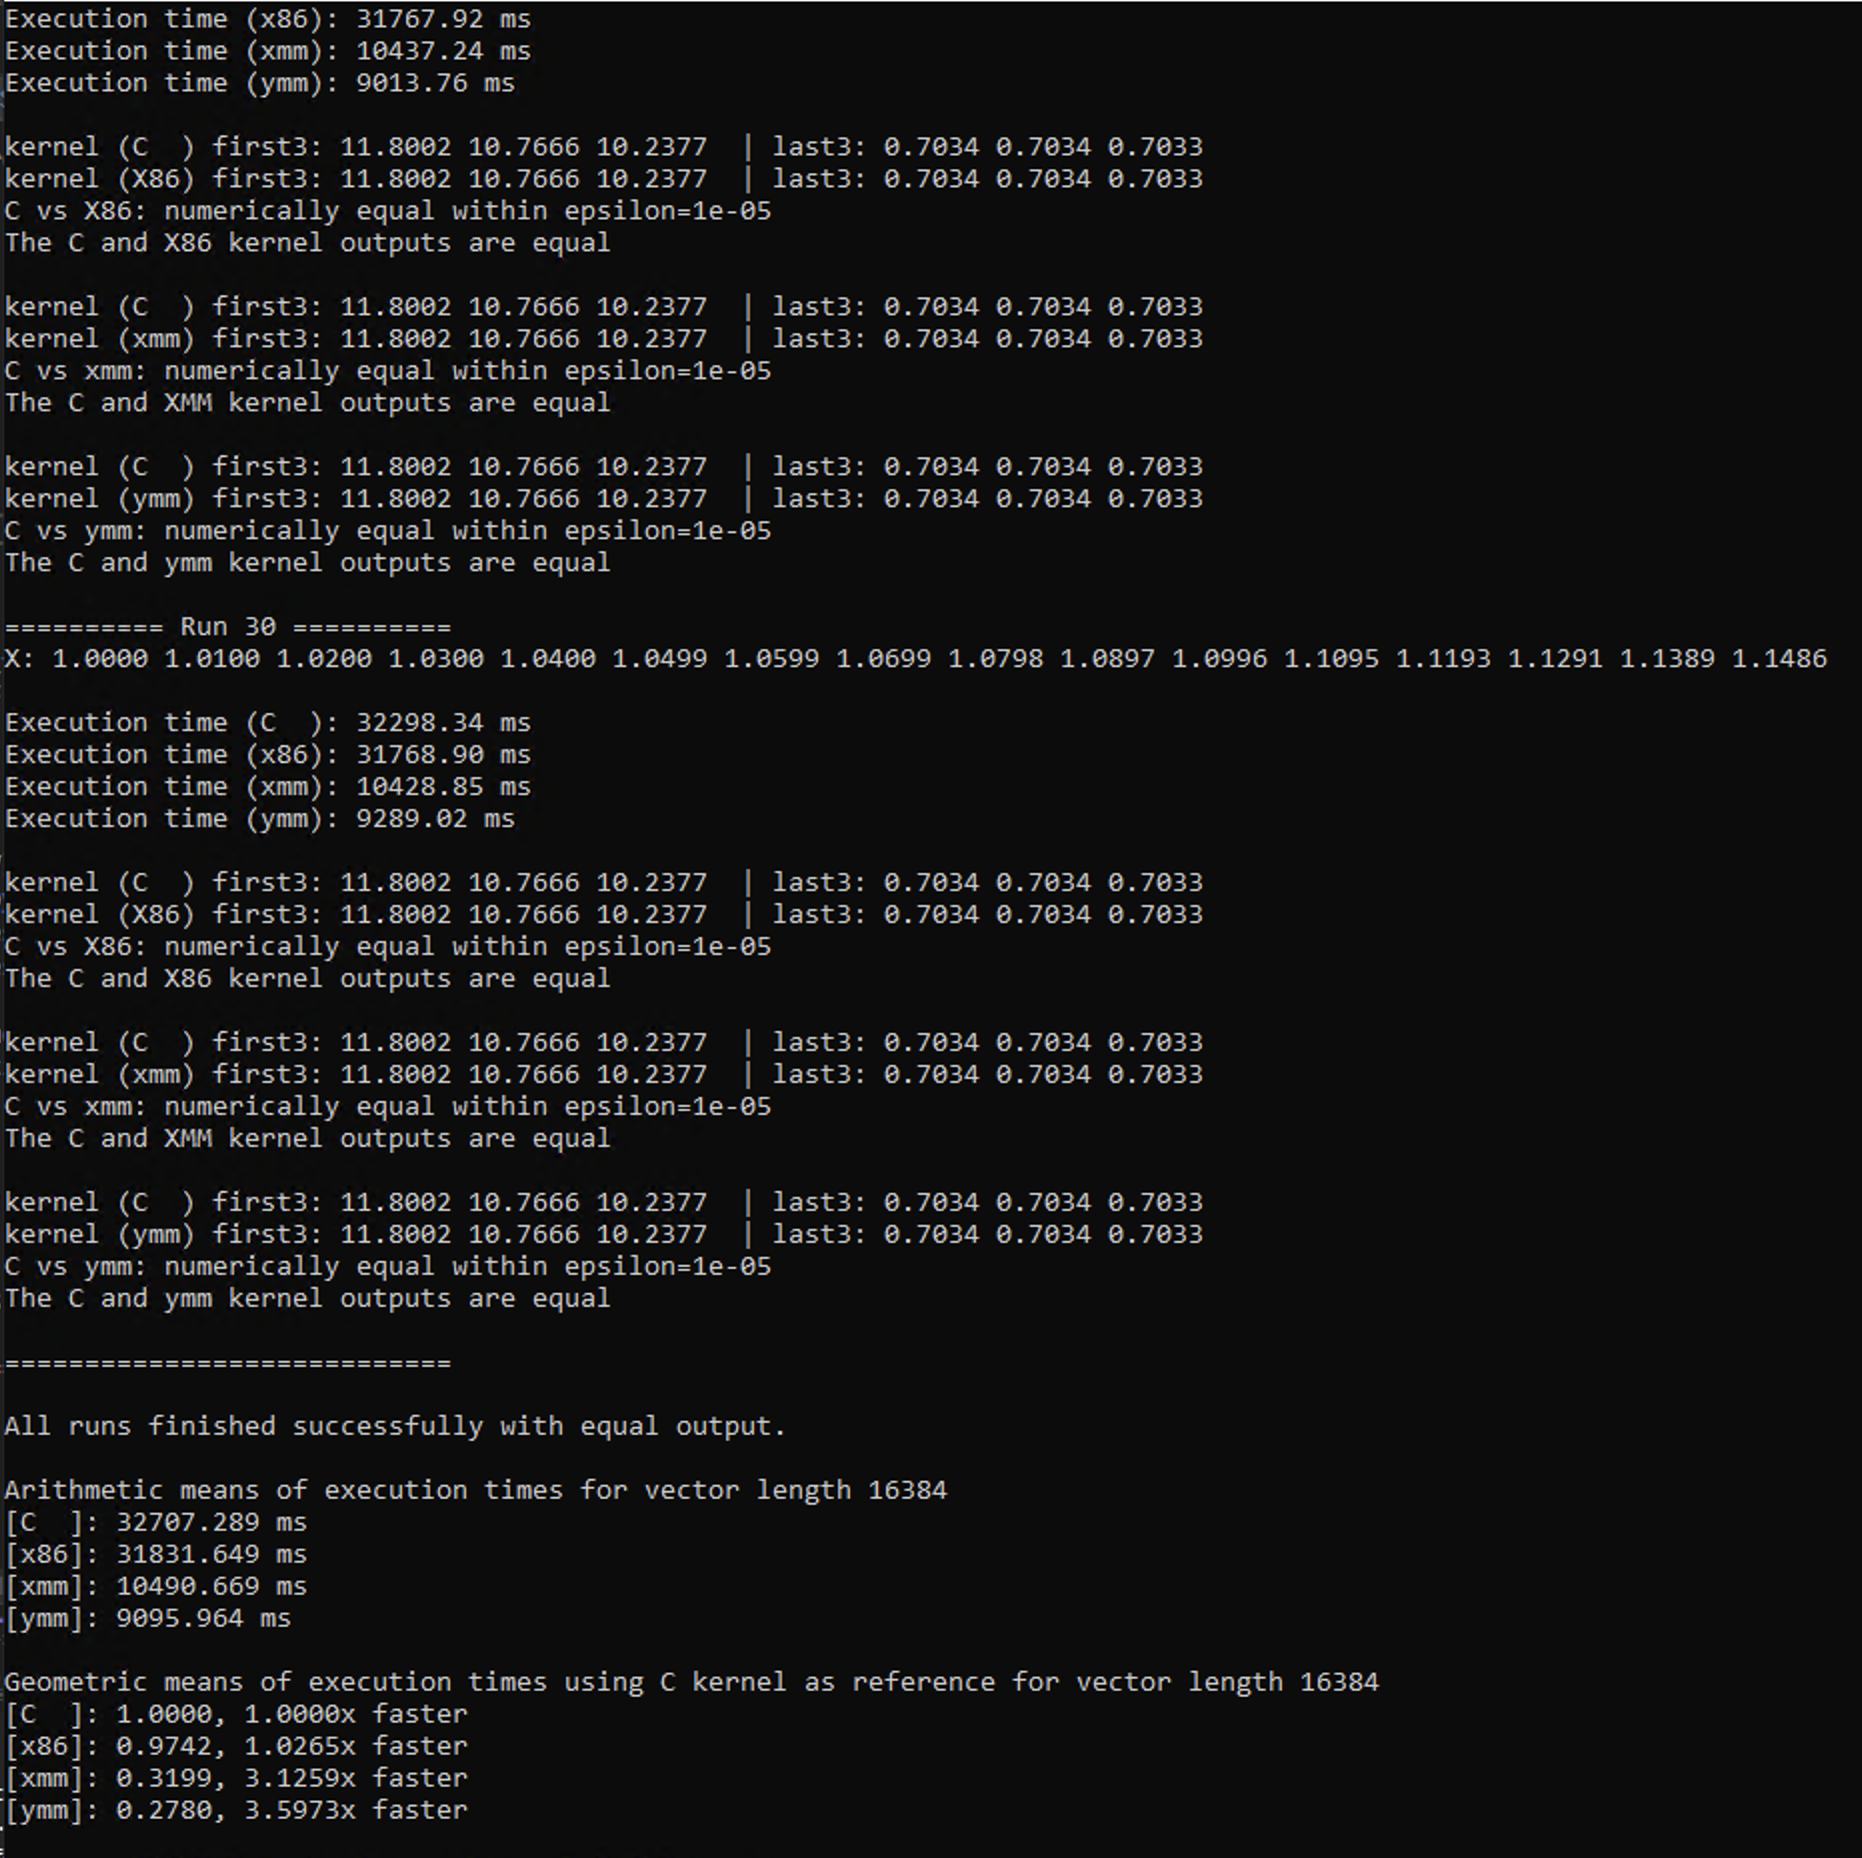 Execution time (x86): 31767.92 ms
Execution time (xmm): 10437.24 ms
Execution time (ymm): 9013.76 ms
kernel (C  ) first3: 11.8002 10.7666 10.2377  | last3: 0.7034 0.7034 0.7033
kernel (X86) first3: 11.8002 10.7666 10.2377  | last3: 0.7034 0.7034 0.7033
C vs X86: numerically equal within epsilon=1e-05
The C and X86 kernel outputs are equal
kernel (C  ) first3: 11.8002 10.7666 10.2377  | last3: 0.7034 0.7034 0.7033
kernel (xmm) first3: 11.8002 10.7666 10.2377  | last3: 0.7034 0.7034 0.7033
C vs xmm: numerically equal within epsilon=1e-05
The C and XMM kernel outputs are equal
kernel (C  ) first3: 11.8002 10.7666 10.2377  | last3: 0.7034 0.7034 0.7033
kernel (ymm) first3: 11.8002 10.7666 10.2377  | last3: 0.7034 0.7034 0.7033
C vs ymm: numerically equal within epsilon=1e-05
The C and ymm kernel outputs are equal
========== Run 30 ==========
X: 1.0000 1.0100 1.0200 1.0300 1.0400 1.0499 1.0599 1.0699 1.0798 1.0897 1.0996 1.1095 1.1193 1.1291 1.1389 1.1486
Execution time (C  ): 32298.34 ms
Execution time (x86): 31768.90 ms
Execution time (xmm): 10428.85 ms
Execution time (ymm): 9289.02 ms
kernel (C  ) first3: 11.8002 10.7666 10.2377  | last3: 0.7034 0.7034 0.7033
kernel (X86) first3: 11.8002 10.7666 10.2377  | last3: 0.7034 0.7034 0.7033
C vs X86: numerically equal within epsilon=1e-05
The C and X86 kernel outputs are equal
kernel (C  ) first3: 11.8002 10.7666 10.2377  | last3: 0.7034 0.7034 0.7033
kernel (xmm) first3: 11.8002 10.7666 10.2377  | last3: 0.7034 0.7034 0.7033
C vs xmm: numerically equal within epsilon=1e-05
The C and XMM kernel outputs are equal
kernel (C  ) first3: 11.8002 10.7666 10.2377  | last3: 0.7034 0.7034 0.7033
kernel (ymm) first3: 11.8002 10.7666 10.2377  | last3: 0.7034 0.7034 0.7033
C vs ymm: numerically equal within epsilon=1e-05
The C and ymm kernel outputs are equal
============================
All runs finished successfully with equal output.
Arithmetic means of execution times for vector length 16384
[C  ]: 32707.289 ms
[x86]: 31831.649 ms
[xmm]: 10490.669 ms
[ymm]: 9095.964 ms
Geometric means of execution times using C kernel as reference for vector length 16384
[C  ]: 1.0000, 1.0000x faster
[x86]: 0.9742, 1.0265x faster
[xmm]: 0.3199, 3.1259x faster
[ymm]: 0.2780, 3.5973x faster